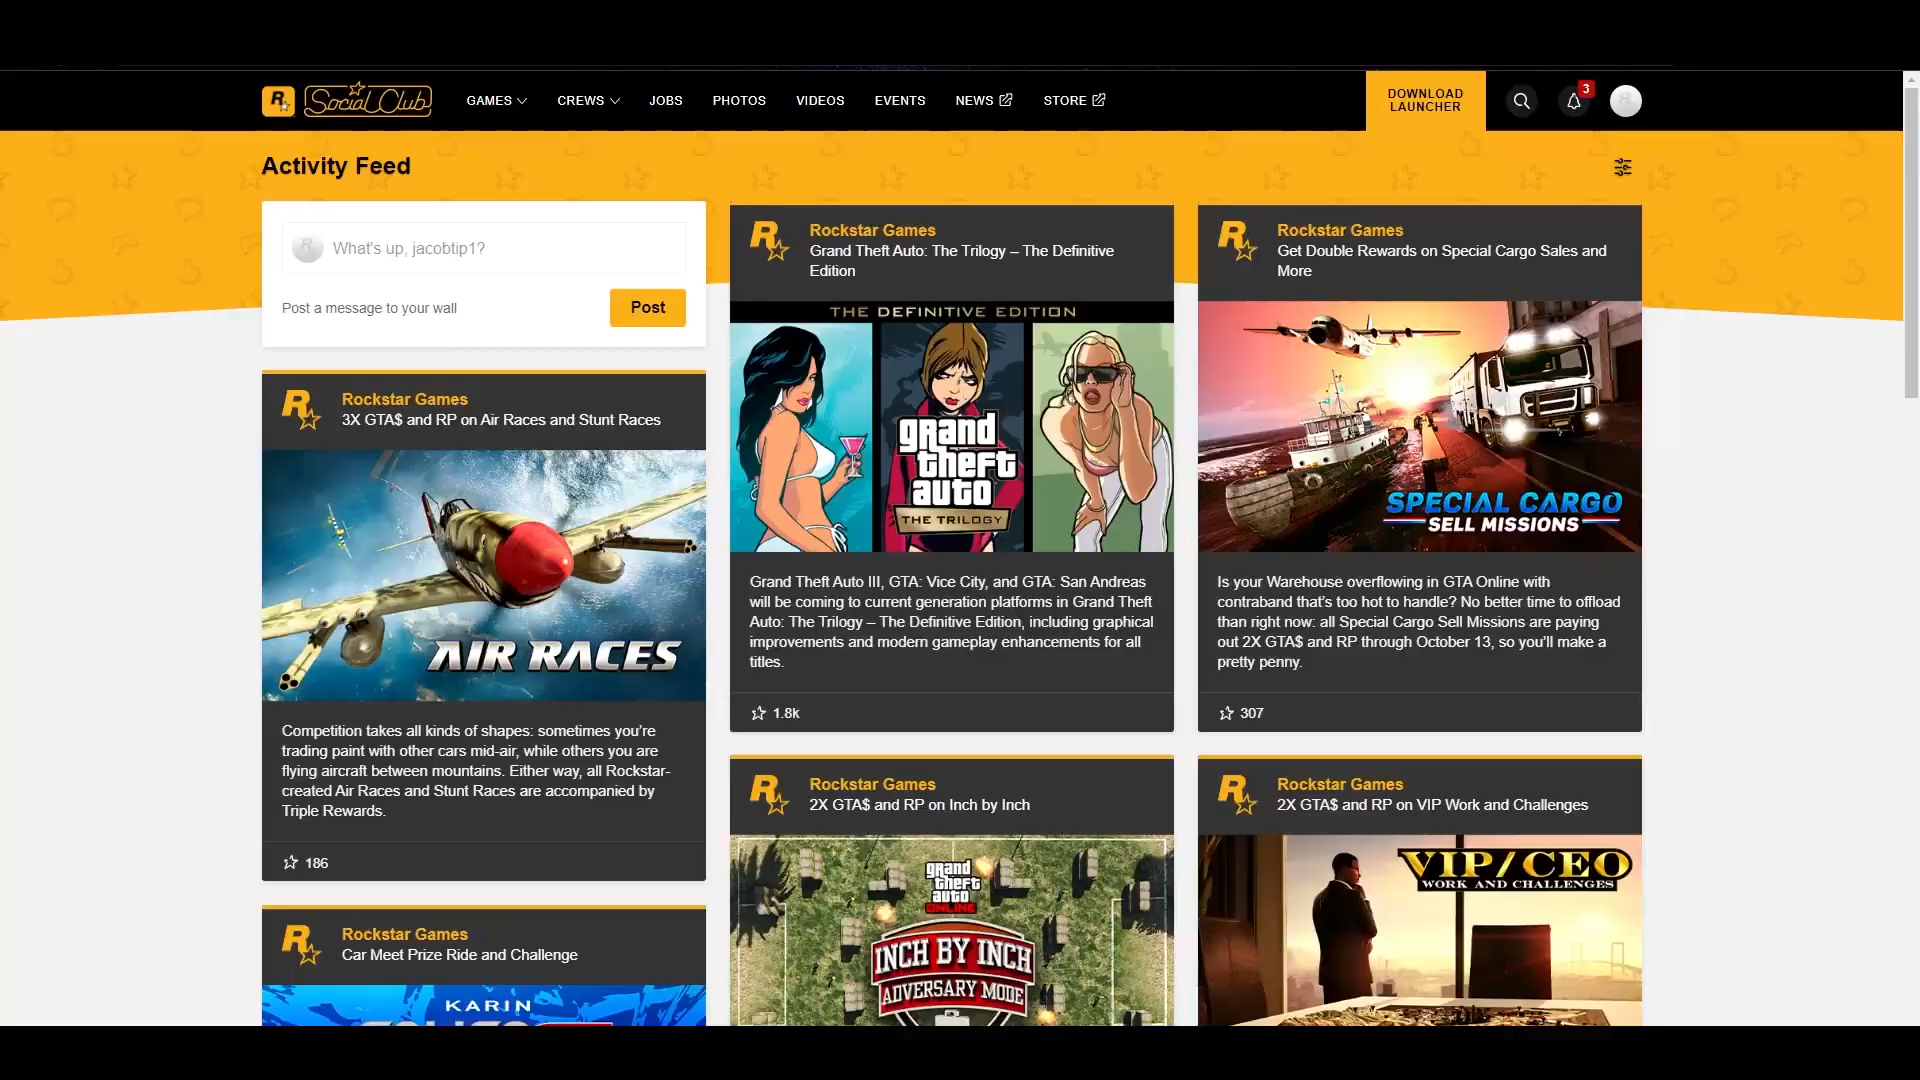 R
Social Club
GAMES
CREWS
JOBS
PHOTOS
VIDEOS
EVENTS
NEWS
STORE
DOWNLOAD
LAUNCHER
3
Activity Feed
What's up, jacobtip1?
Post a message to your wall
Post
Rockstar Games
3X GTA$ and RP on Air Races and Stunt Races
AIR RACES
Competition takes all kinds of shapes: sometimes you’re
trading paint with other cars mid-air, while others you are
flying aircraft between mountains. Either way, all Rockstar-
created Air Races and Stunt Races are accompanied by
Triple Rewards.
186
Rockstar Games
Car Meet Prize Ride and Challenge
KARIN
Rockstar Games
Grand Theft Auto: The Trilogy – The Definitive
Edition
THE DEFINITIVE EDITION
grand
theft
auto
THE TRILOGY
Grand Theft Auto III, GTA: Vice City, and GTA: San Andreas
will be coming to current generation platforms in Grand Theft
Auto: The Trilogy – The Definitive Edition, including graphical
improvements and modern gameplay enhancements for all
titles.
1.8k
Rockstar Games
2X GTA$ and RP on Inch by Inch
grand
theft
auto
ONLINE
INCH BY INCH
ADVERSARY MODE
Rockstar Games
Get Double Rewards on Special Cargo Sales and
More
SPECIAL CARGO
SELL MISSIONS
Is your Warehouse overflowing in GTA Online with
contraband that’s too hot to handle? No better time to offload
than right now: all Special Cargo Sell Missions are paying
out 2X GTA$ and RP through October 13, so you’ll make a
pretty penny.
307
Rockstar Games
2X GTA$ and RP on VIP Work and Challenges
VIP/CEO
WORK AND CHALLENGES